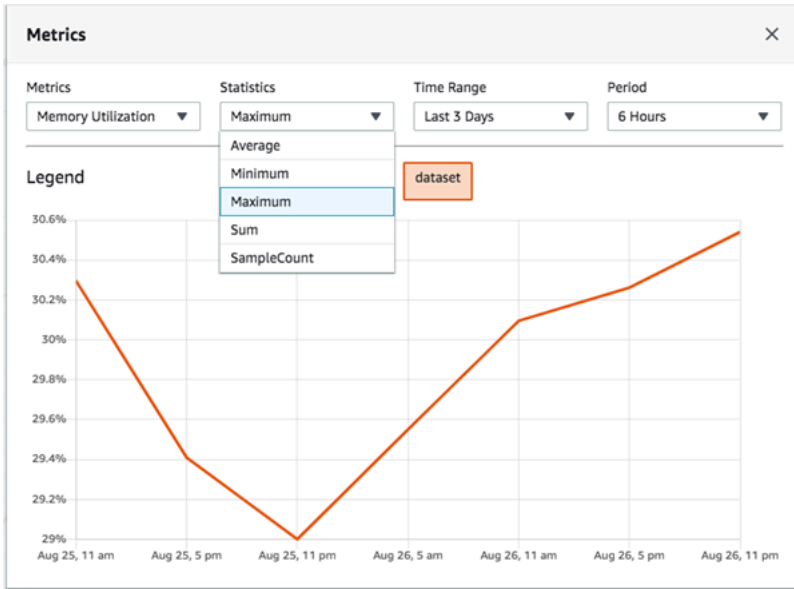 Metrics
Metrics Statistics Time Range Period
Memory Utilization Maximum Last 3 Days 6 Hours
Average
Minimum
Maximum
Sum
SampleCount
Legend dataset
30.6%
30.4%
30.2%
30%
29.8%
29.6%
29.4%
29.2%
29%
Aug 25, 11 am Aug 25, 5 pm Aug 25, 11 pm Aug 26, 5 am Aug 26, 11 am Aug 26, 5 pm Aug 26, 11 pm